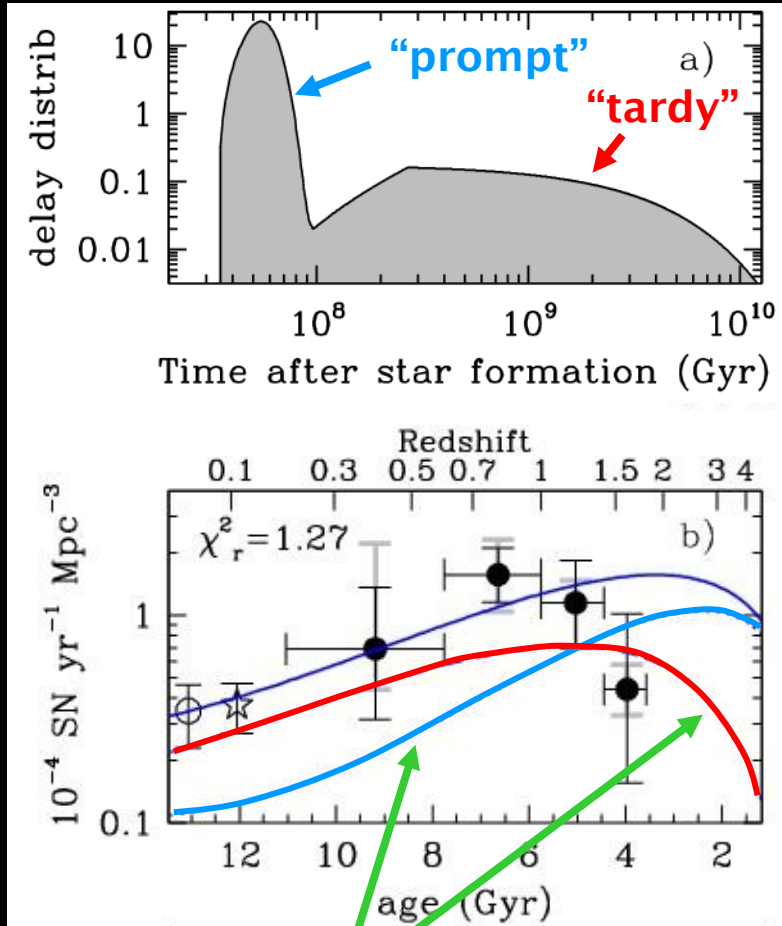 10
1
0.1
0.01
delay distrib
“prompt”
a)
“tardy”
10⁸ 10⁹ 10¹⁰
Time after star formation (Gyr)
Redshift
0.1 0.3 0.5 0.7 1 1.5 2 3 4
χ²ᵣ=1.27
b)
1
0.1
10⁻⁴ SN yr⁻¹ Mpc⁻³
12 10 8 6 4 2
age (Gyr)